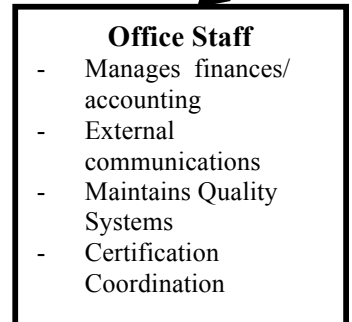 Office Staff
- Manages finances/
accounting
- External
communications
- Maintains Quality
Systems
- Certification
Coordination